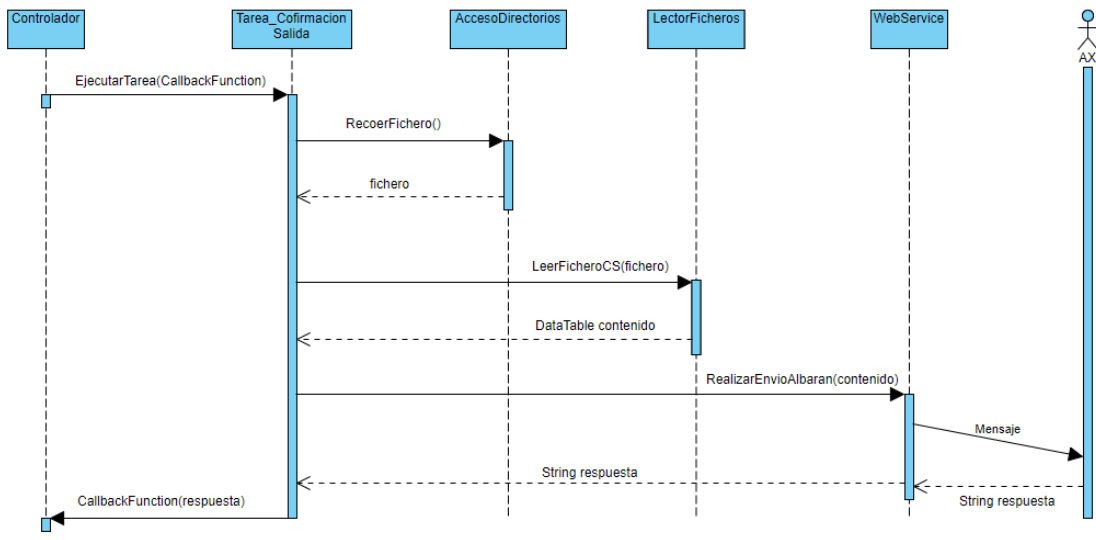 Controlador
Tarea_Cofirmacion
Salida
AccesoDirectorios
LectorFicheros
WebService
AX
EjecutarTarea(CallbackFunction)
RecoerFichero()
fichero
LeerFicheroCS(fichero)
DataTable contenido
RealizarEnvioAlbaran(contenido)
Mensaje
String respuesta
String respuesta
CallbackFunction(respuesta)